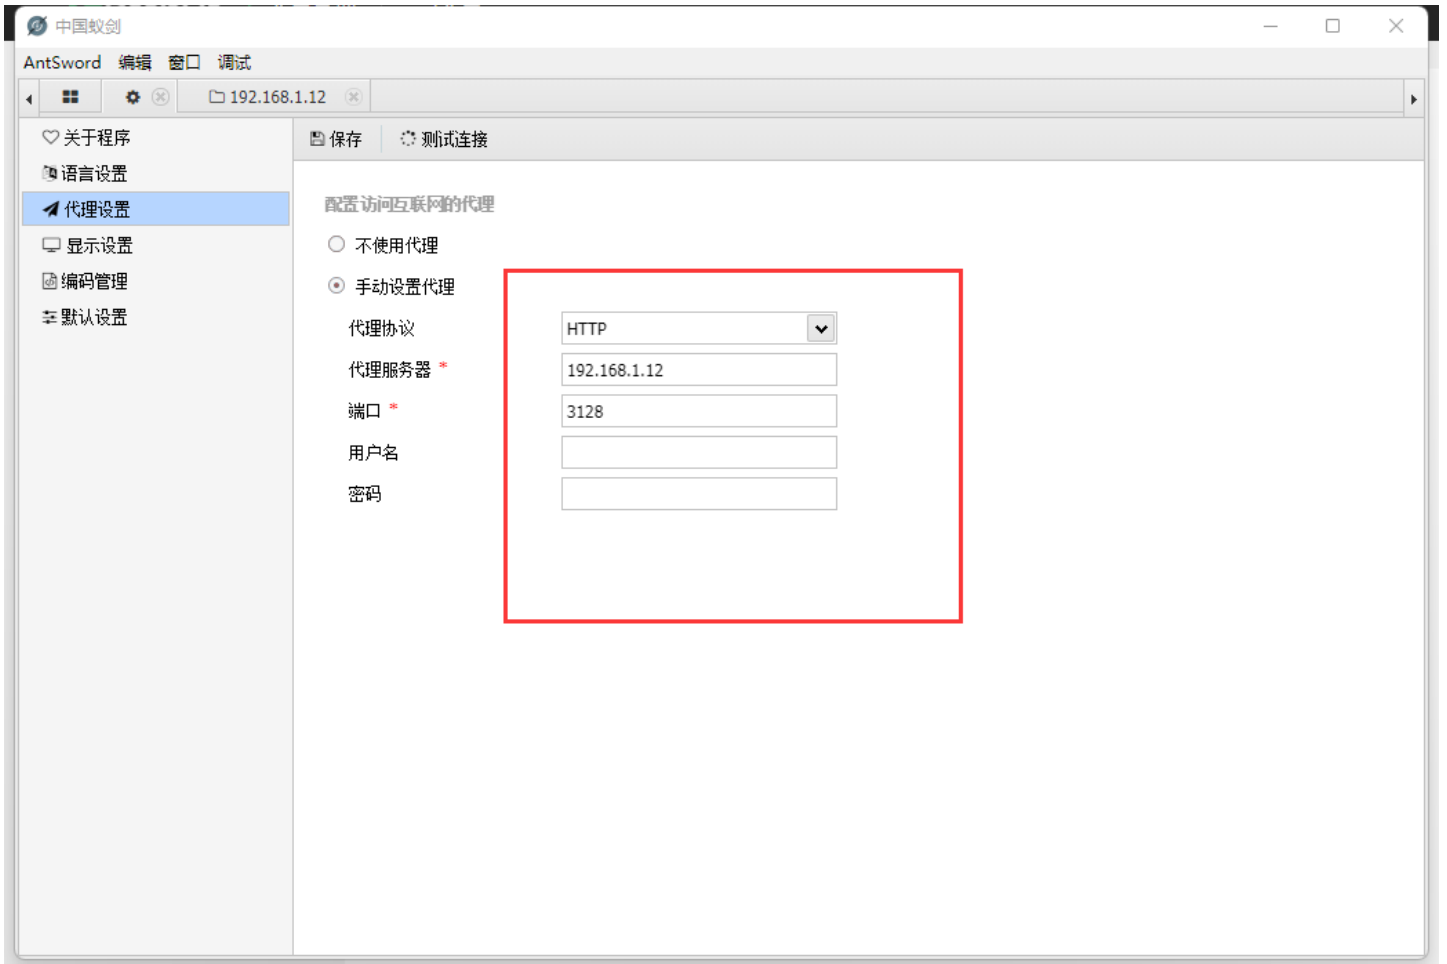 中国蚁剑
AntSword 编辑 窗口 调试
192.168.1.12
关于程序
语言设置
代理设置
显示设置
编码管理
默认设置
保存 测试连接
配置访问互联网的代理
不使用代理
手动设置代理
代理协议 HTTP
代理服务器 * 192.168.1.12
端口 * 3128
用户名
密码